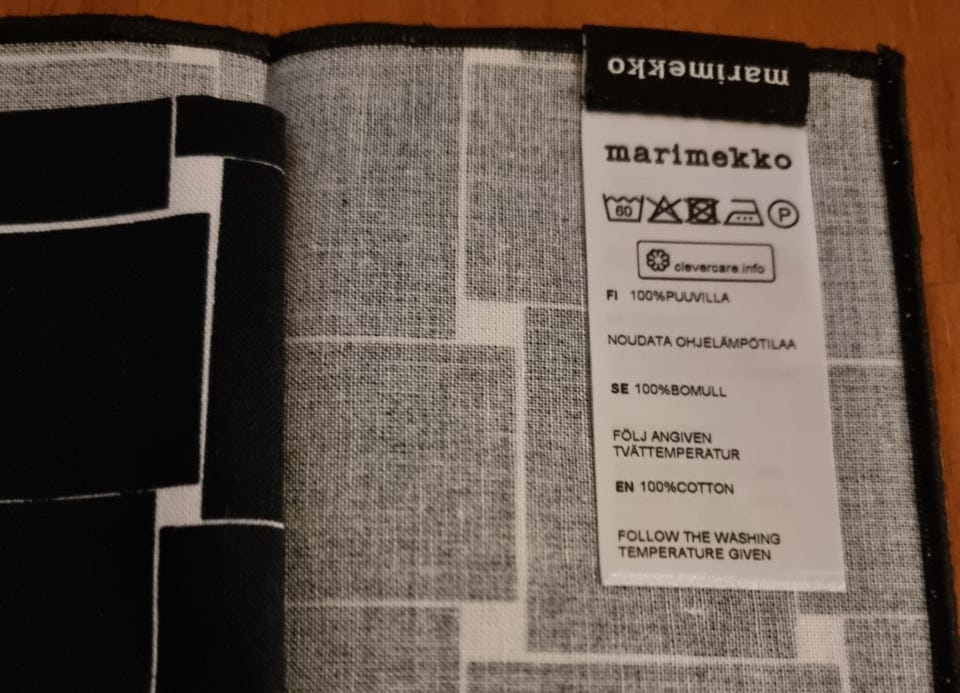 marimekko
marimekko
60 P
clevercare.info
FI 100%PUUVILLA
NOUDATA OHJELÄMPÖTILAA
SE 100%BOMULL
FÖLJ ANGIVEN
TVÄTTEMPERATUR
EN 100%COTTON
FOLLOW THE WASHING
TEMPERATURE GIVEN